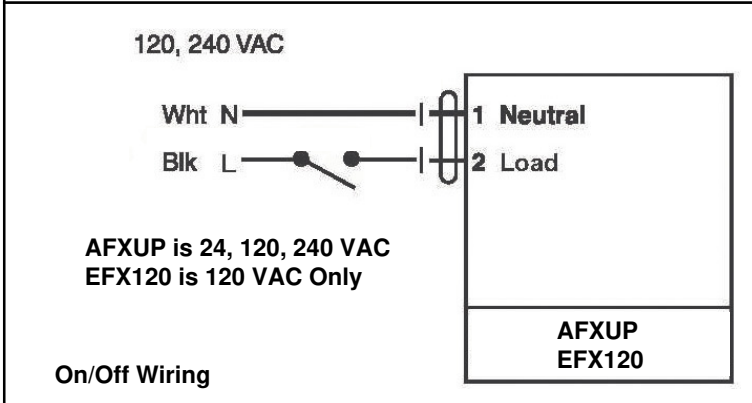 120, 240 VAC
Wht N 1 Neutral
Blk L 2 Load
AFXUP is 24, 120, 240 VAC
EFX120 is 120 VAC Only
AFXUP
EFX120
On/Off Wiring